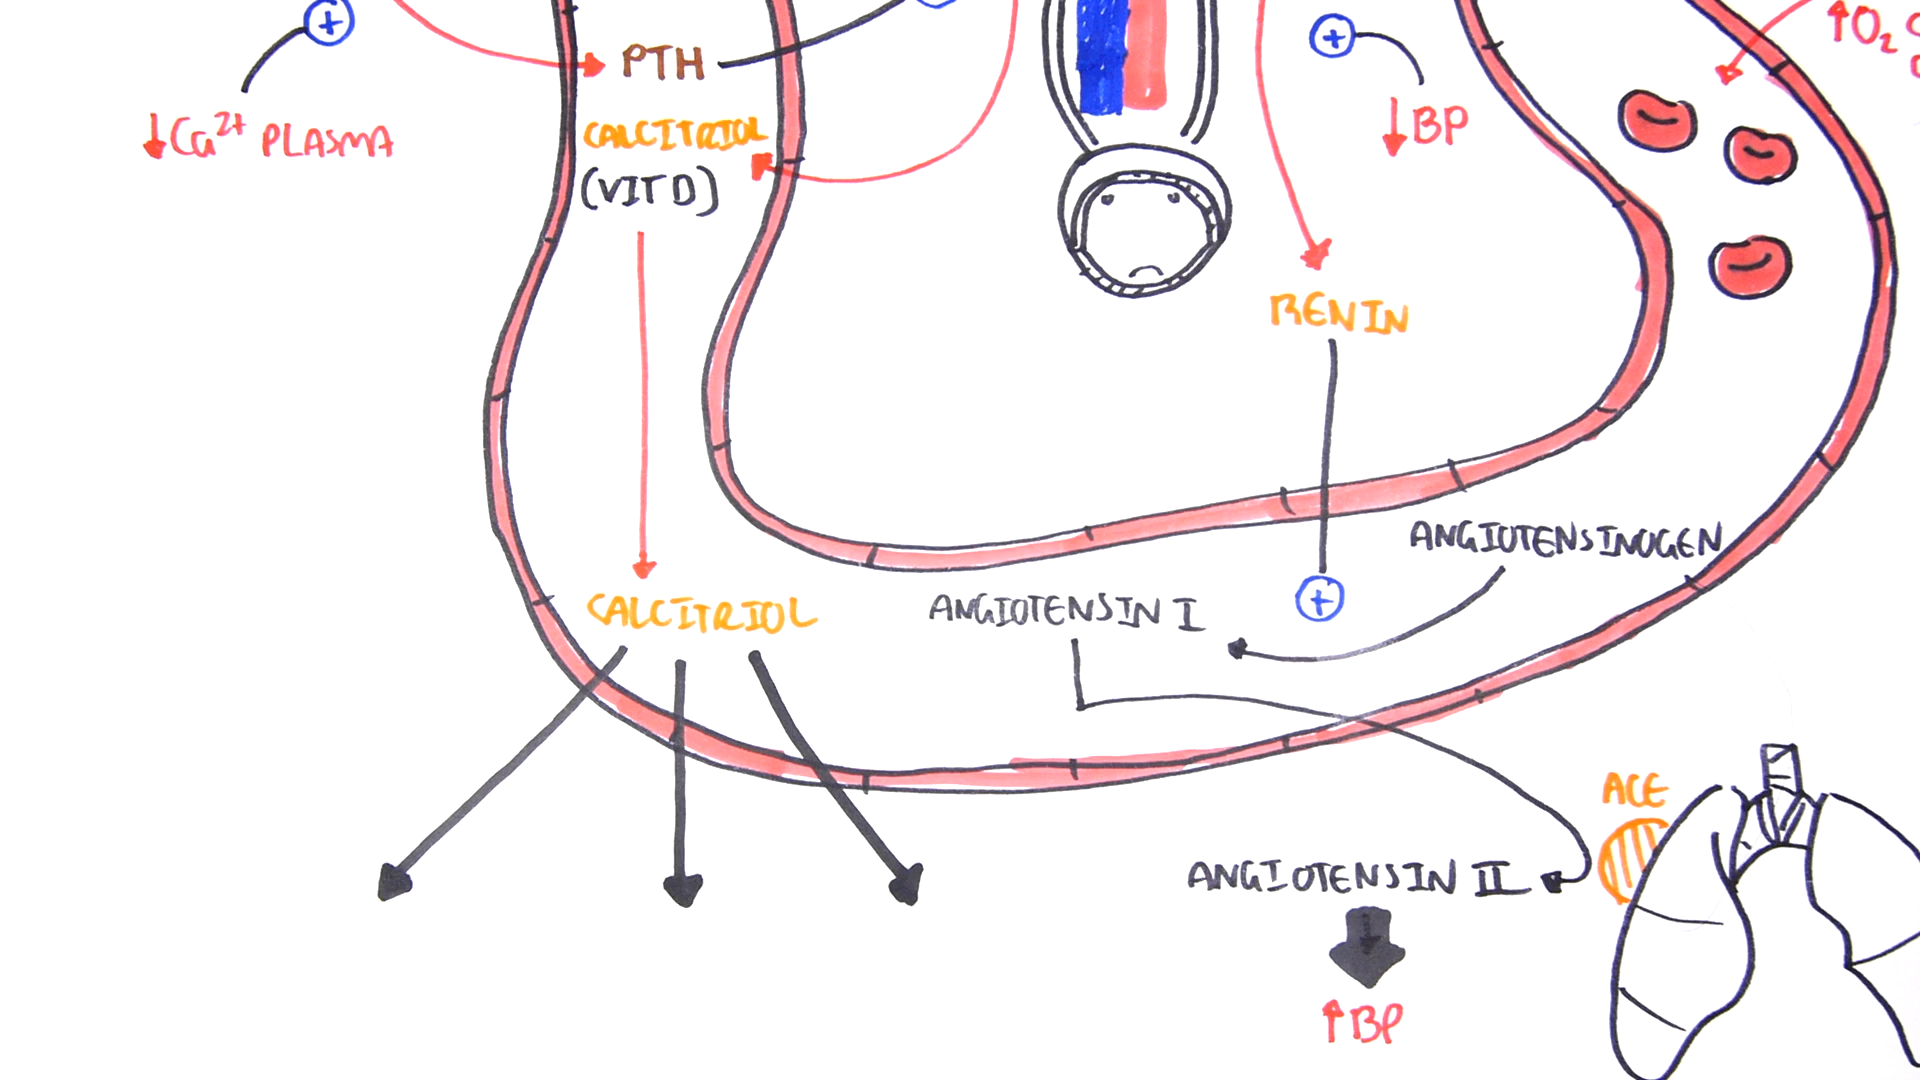 +
↓Ca²⁺ PLASMA
PTH
CALCITRIOL
(VIT D)
+
↓BP
↑O₂
RENIN
ANGIOTENSINOGEN
+
ANGIOTENSIN I
CALCITRIOL
ACE
ANGIOTENSIN II
↑BP